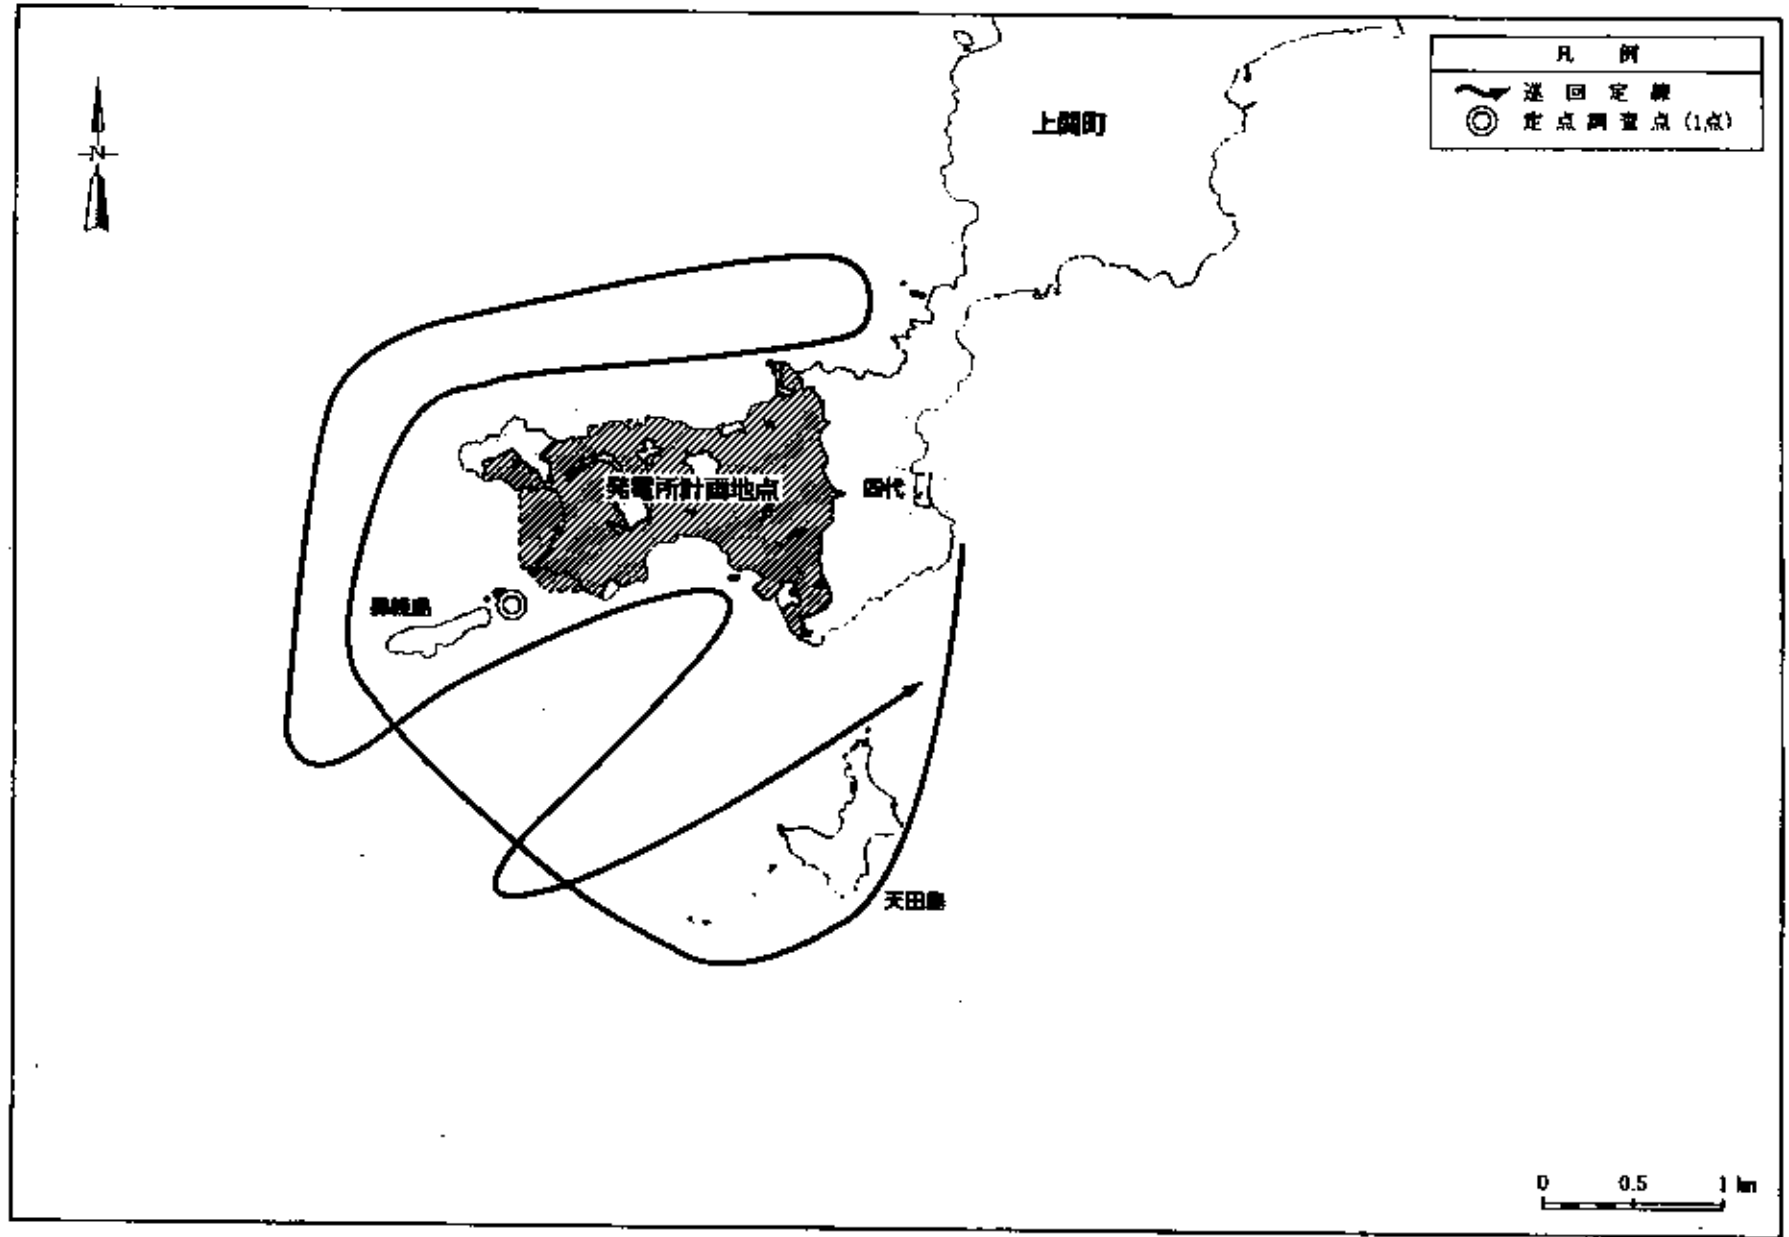 凡 例
巡 回 定 線
定 点 調 査 点 (1点)
N
上関町
発電所計画地点
四代
天田島
0 0.5 1 km